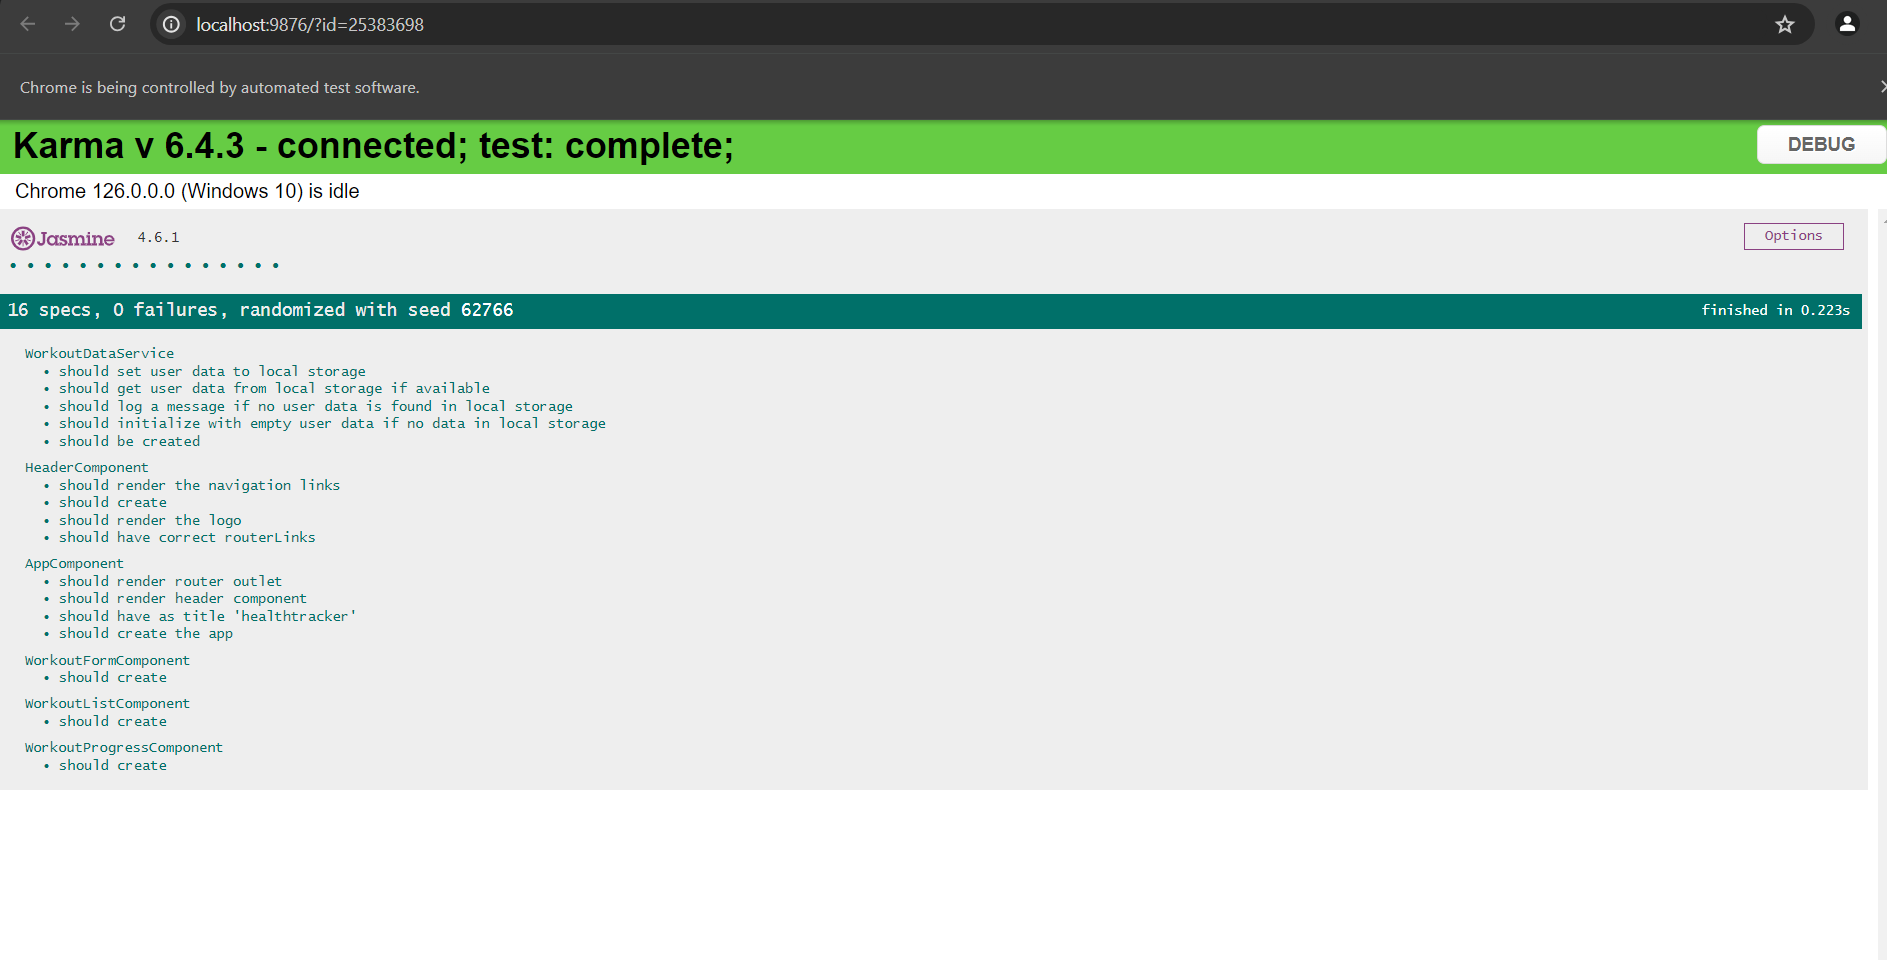 localhost:9876/?id=25383698
Chrome is being controlled by automated test software.
Karma v 6.4.3 - connected; test: complete;
DEBUG
Chrome 126.0.0.0 (Windows 10) is idle
Jasmine 4.6.1
Options
16 specs, 0 failures, randomized with seed 62766
finished in 0.223s
WorkoutDataService
• should set user data to local storage
• should get user data from local storage if available
• should log a message if no user data is found in local storage
• should initialize with empty user data if no data in local storage
• should be created
HeaderComponent
• should render the navigation links
• should create
• should render the logo
• should have correct routerLinks
AppComponent
• should render router outlet
• should render header component
• should have as title 'healthtracker'
• should create the app
WorkoutFormComponent
• should create
WorkoutListComponent
• should create
WorkoutProgressComponent
• should create